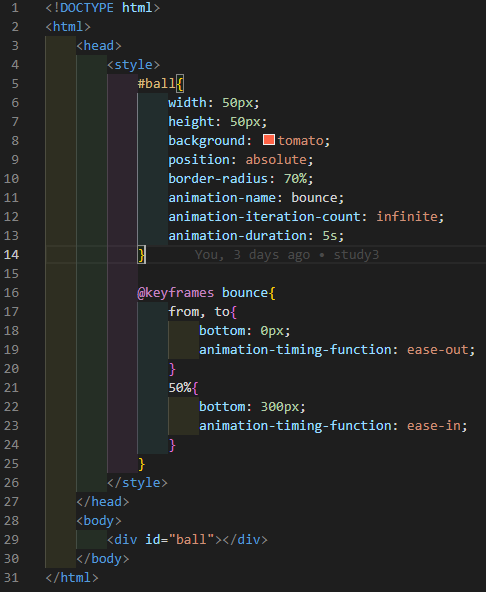 1 <!DOCTYPE html>
2 <html>
3 <head>
4 <style>
5 #ball{
6 width: 50px;
7 height: 50px;
8 background: tomato;
9 position: absolute;
10 border-radius: 70%;
11 animation-name: bounce;
12 animation-iteration-count: infinite;
13 animation-duration: 5s;
14 } You, 3 days ago • study3
15
16 @keyframes bounce{
17 from, to{
18 bottom: 0px;
19 animation-timing-function: ease-out;
20 }
21 50%{
22 bottom: 300px;
23 animation-timing-function: ease-in;
24 }
25 }
26 </style>
27 </head>
28 <body>
29 <div id="ball"></div>
30 </body>
31 </html>